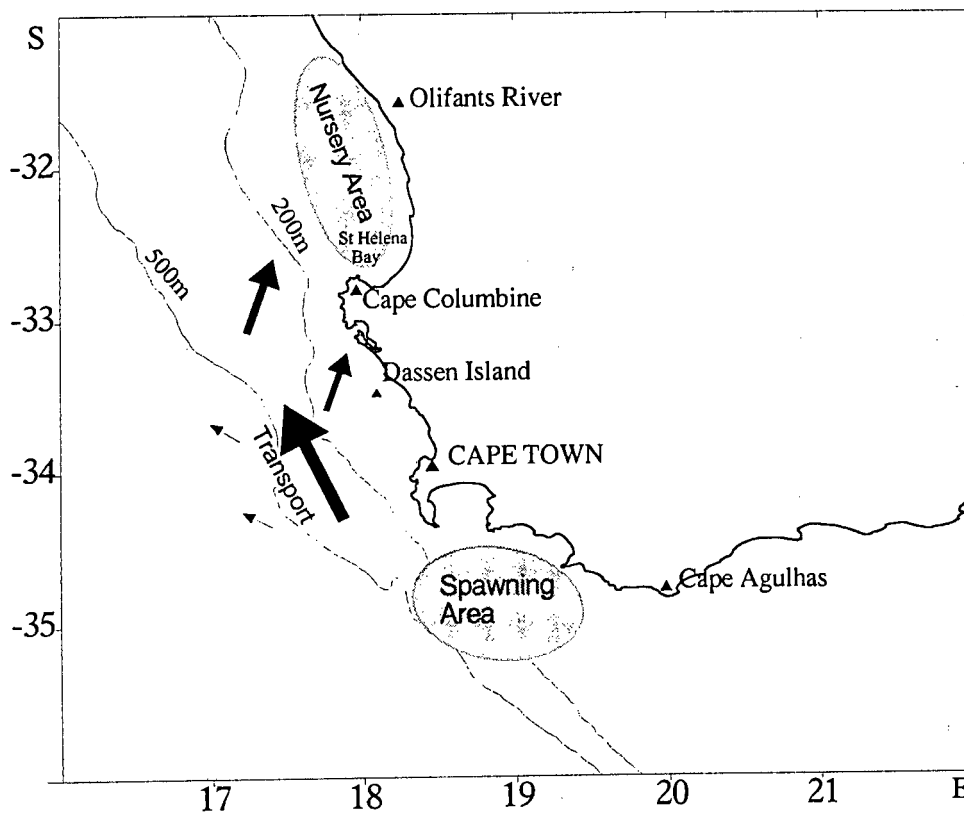 S
Olifants River
Nursery Area
-32
200m
St Helena
Bay
500m
Cape Columbine
-33
Dassen Island
Transport
CAPE TOWN
-34
Spawning
Area
Cape Agulhas
-35
17
18
19
20
21
E